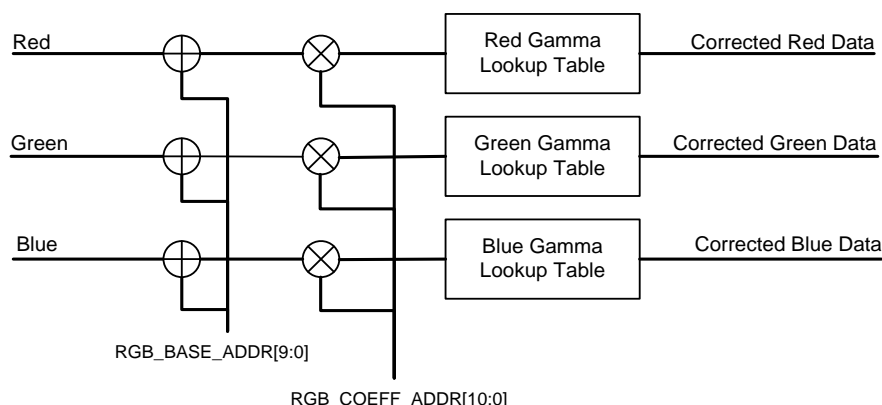 Red
Red Gamma
Lookup Table
Corrected Red Data
Green
Green Gamma
Lookup Table
Corrected Green Data
Blue
Blue Gamma
Lookup Table
Corrected Blue Data
RGB_BASE_ADDR[9:0]
RGB_COEFF_ADDR[10:0]